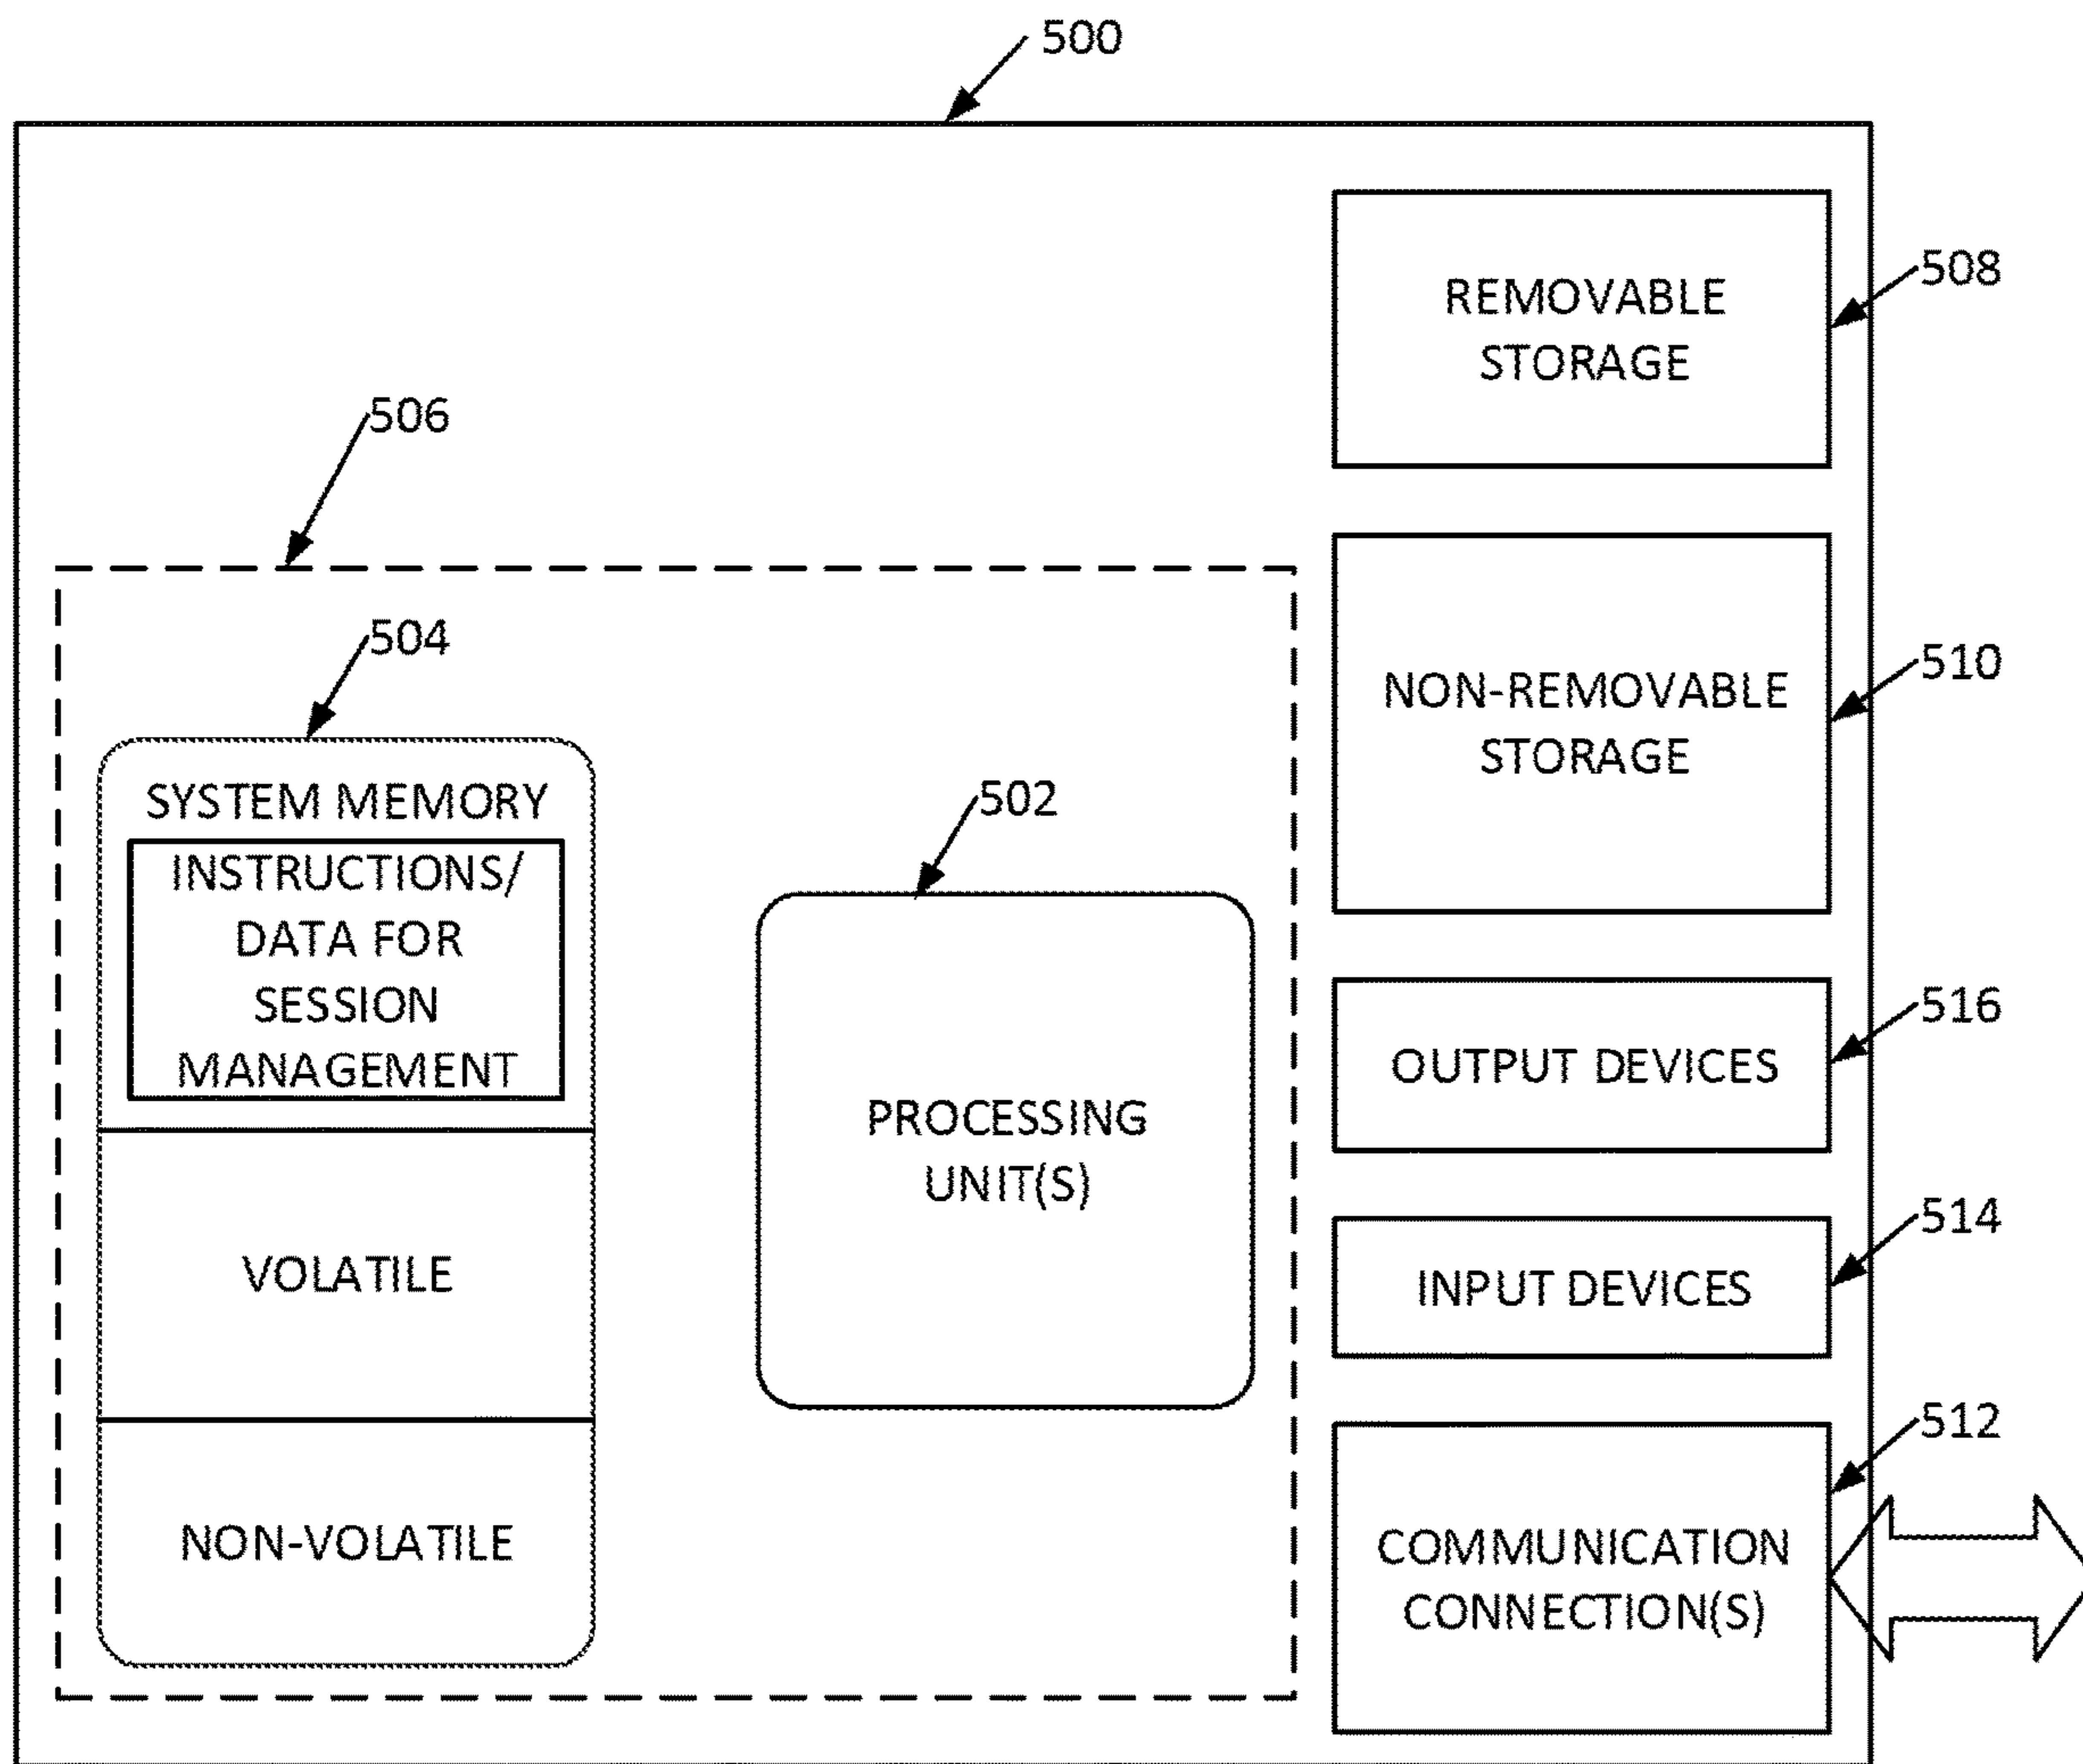 500
REMOVABLE
STORAGE
508
506
504
SYSTEM MEMORY
INSTRUCTIONS/
DATA FOR
SESSION
MANAGEMENT
VOLATILE
NON-VOLATILE
502
PROCESSING
UNIT(S)
NON-REMOVABLE
STORAGE
510
OUTPUT DEVICES
516
INPUT DEVICES
514
COMMUNICATION
CONNECTION(S)
512